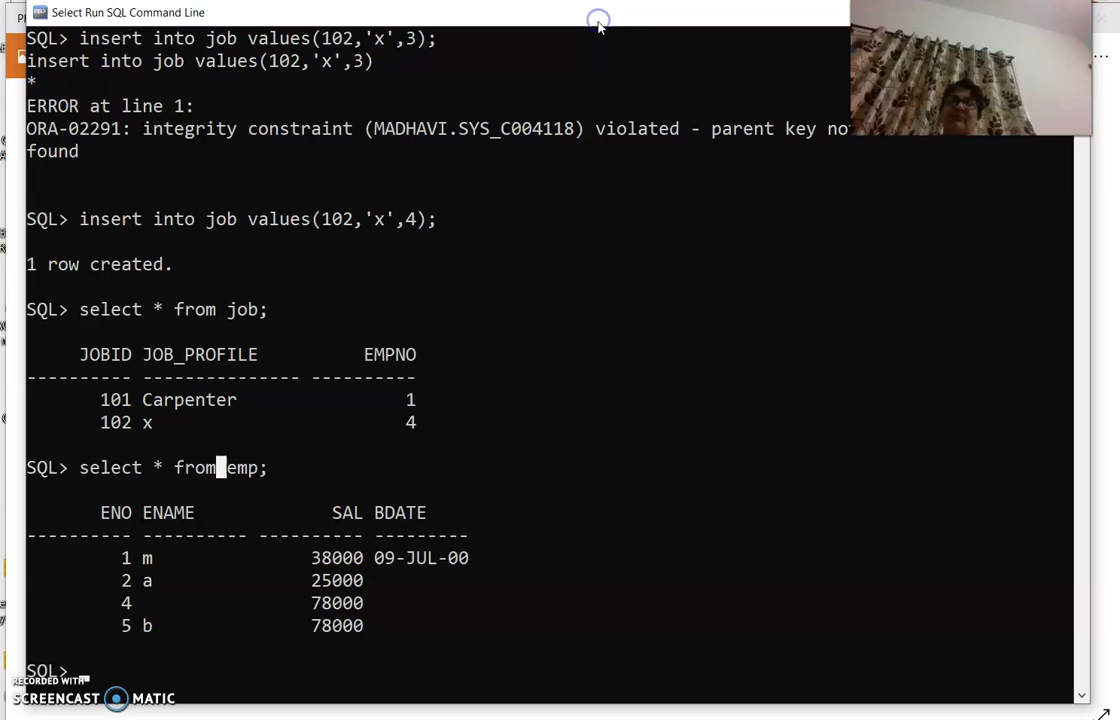 Select Run SQL Command Line
SQL> insert into job values(102,'x',3);
insert into job values(102,'x',3)
*
ERROR at line 1:
ORA-02291: integrity constraint (MADHAVI.SYS_C004118) violated - parent key
found
SQL> insert into job values(102,'x',4);
1 row created.
SQL> select * from job;
JOBID JOB_PROFILE EMPNO
---------- --------------- ----------
101 Carpenter 1
102 x 4
SQL> select * from emp;
ENO ENAME SAL BDATE
---------- ---------- ---------- ---------
1 m 38000 09-JUL-00
2 a 25000
4 78000
5 b 78000
SQL>
RECORDED WITH
SCREENCAST MATIC